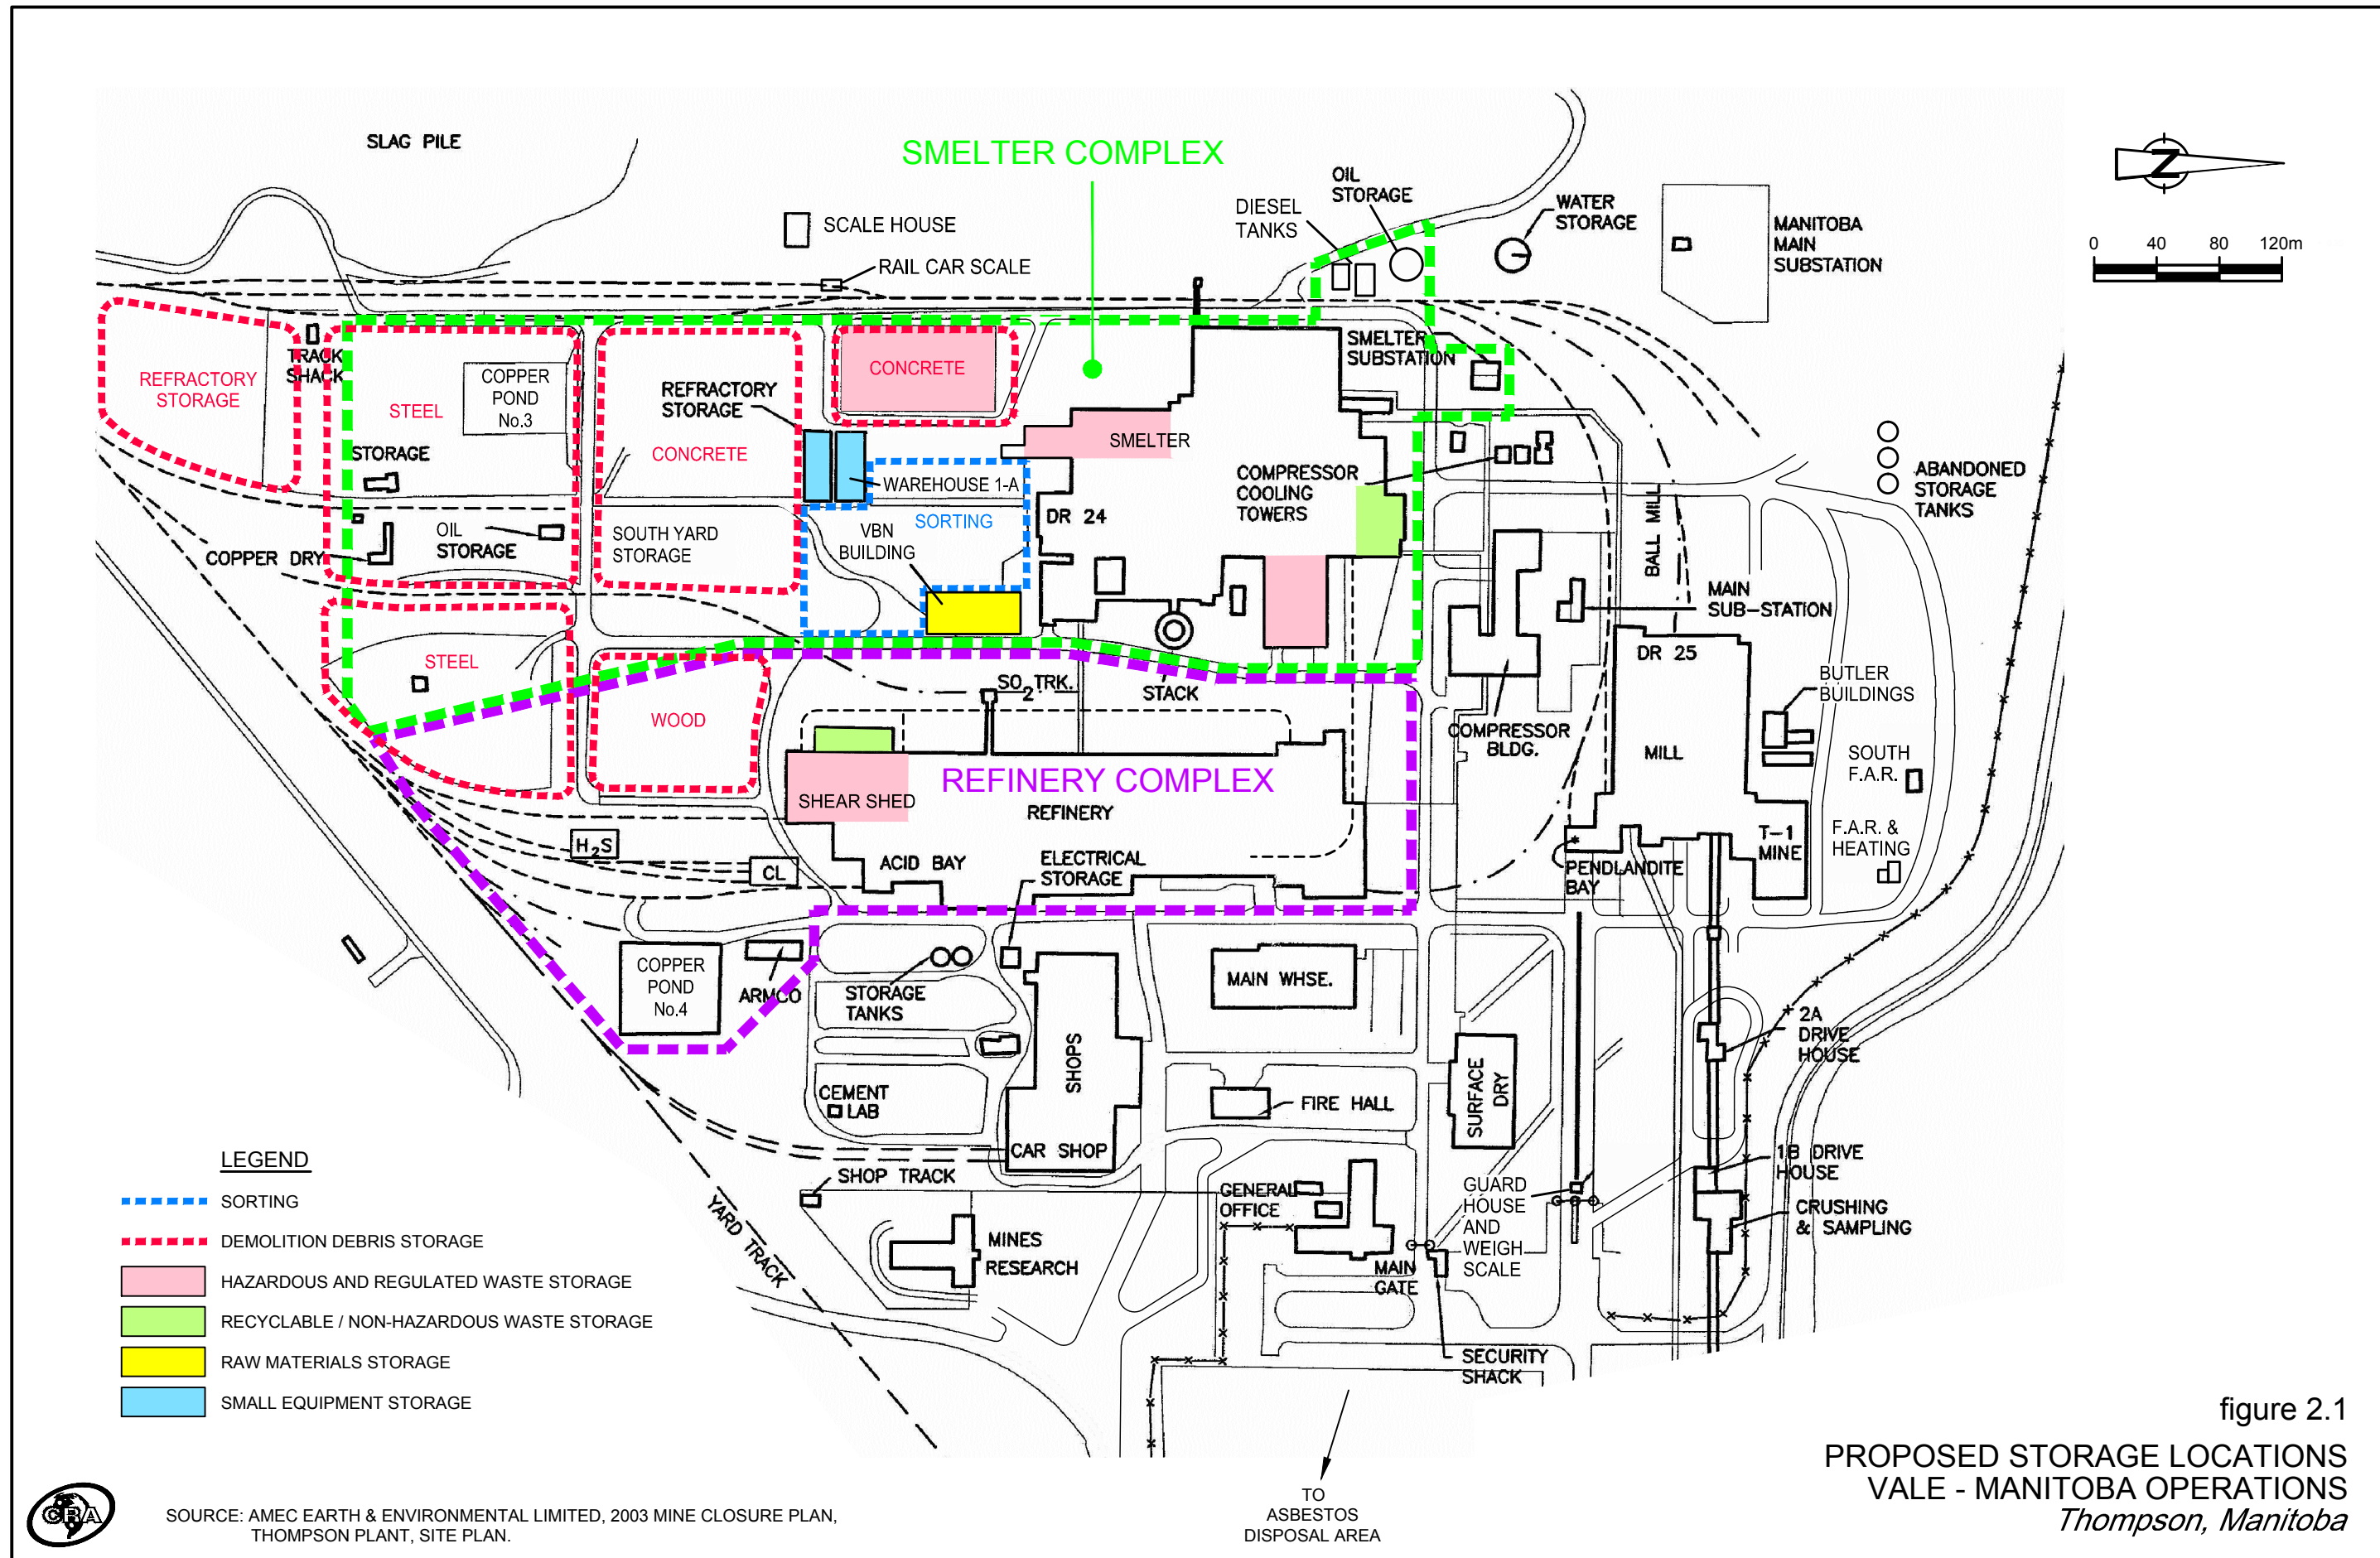 SLAG PILE
SMELTER COMPLEX
OIL
STORAGE
DIESEL
TANKS
WATER
STORAGE
SCALE HOUSE
MANITOBA
MAIN
SUBSTATION
N
0 40 80 120m
RAIL CAR SCALE
TRACK
SHACK
REFRACTORY
STORAGE
STEEL
COPPER
POND
No.3
REFRACTORY
STORAGE
CONCRETE
SMELTER
SUBSTATION
STORAGE
CONCRETE
SMELTER
WAREHOUSE 1-A
COMPRESSOR
COOLING
TOWERS
ABANDONED
STORAGE
TANKS
SORTING
DR 24
BALL MILL
COPPER DRY
OIL
STORAGE
SOUTH YARD
STORAGE
VBN
BUILDING
MAIN
SUB-STATION
STEEL
DR 25
SO2 TRK.
STACK
BUTLER
BUILDINGS
WOOD
COMPRESSOR
BLDG.
MILL
SOUTH
F.A.R.
REFINERY COMPLEX
SHEAR SHED
REFINERY
T-1
MINE
F.A.R. &
HEATING
H2S
CL
ACID BAY
ELECTRICAL
STORAGE
PENDLANDITE
BAY
COPPER
POND
No.4
ARMCO
STORAGE
TANKS
MAIN WHSE.
2A
DRIVE
HOUSE
SHOPS
SURFACE
DRY
CEMENT
LAB
FIRE HALL
CAR SHOP
1B DRIVE
HOUSE
SHOP TRACK
YARD TRACK
GENERAL
OFFICE
GUARD
HOUSE
AND
WEIGH
SCALE
CRUSHING
& SAMPLING
MINES
RESEARCH
MAIN
GATE
SECURITY
SHACK
LEGEND
SORTING
DEMOLITION DEBRIS STORAGE
HAZARDOUS AND REGULATED WASTE STORAGE
RECYCLABLE / NON-HAZARDOUS WASTE STORAGE
RAW MATERIALS STORAGE
SMALL EQUIPMENT STORAGE
TO
ASBESTOS
DISPOSAL AREA
figure 2.1
PROPOSED STORAGE LOCATIONS
VALE - MANITOBA OPERATIONS
Thompson, Manitoba
CRA
SOURCE: AMEC EARTH & ENVIRONMENTAL LIMITED, 2003 MINE CLOSURE PLAN,
THOMPSON PLANT, SITE PLAN.